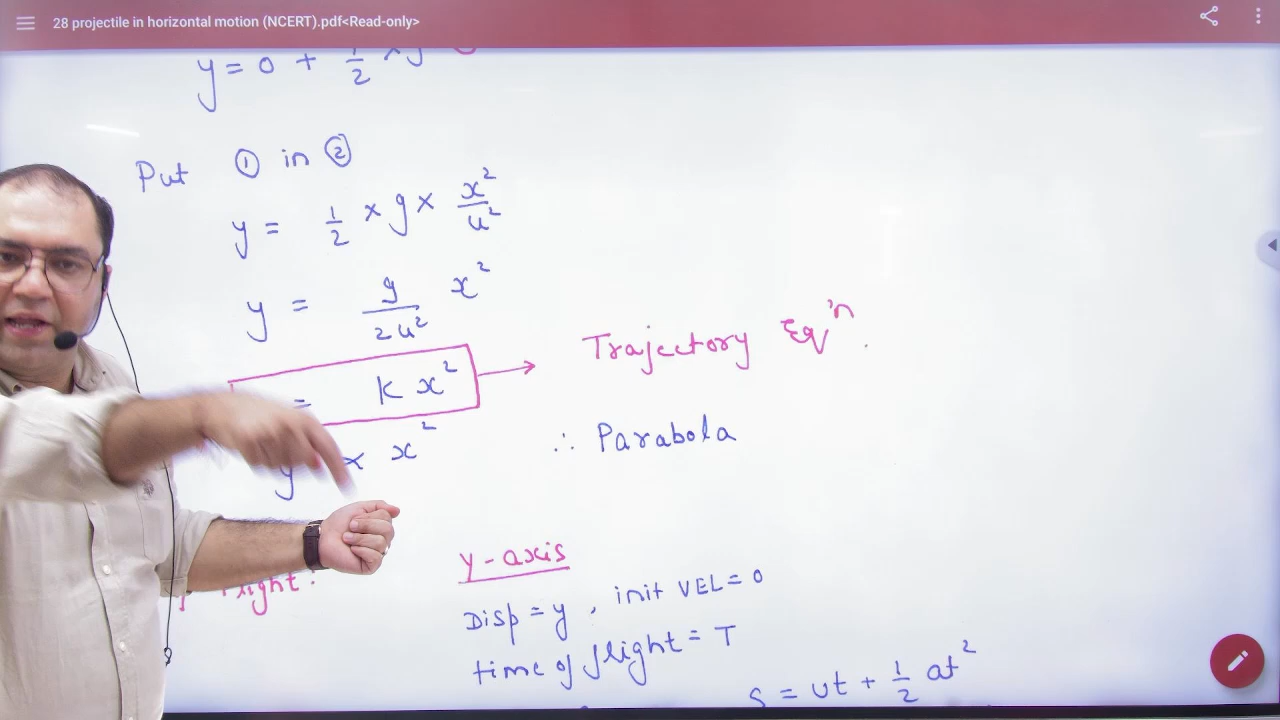 28 projectile in horizontal motion (NCERT).pdf<Read-only>
y = 0 + 1/2 × g
Put ① in ②
y = 1/2 × g × x²/u²
y = g/2u² x²
= k x² → Trajectory Eq'n .
y ∝ x² ∴ Parabola
y-axis
Disp = y , init VEL = 0
time of flight = T
S = ut + 1/2 at²